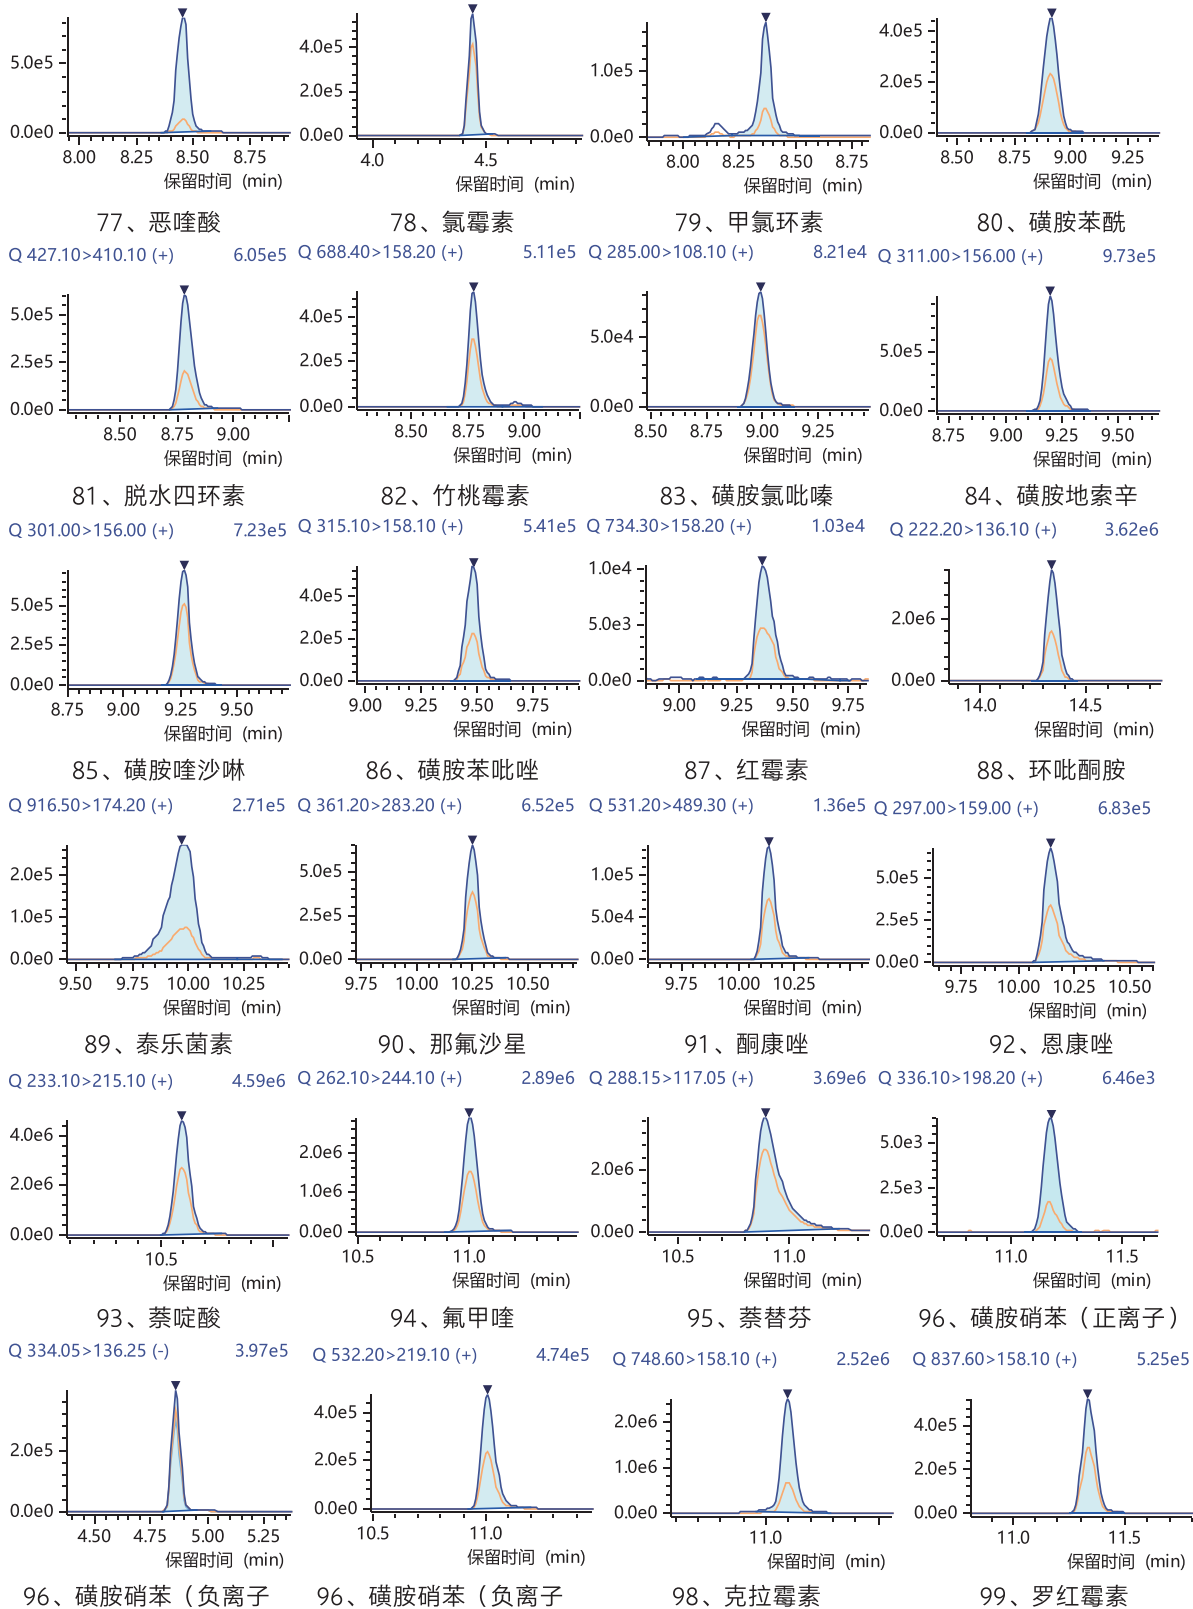 5.0e5
0.0e0
8.00 8.25 8.50 8.75
保留时间 (min)
77、恶喹酸
4.0e5
2.0e5
0.0e0
4.0 4.5
保留时间 (min)
78、氯霉素
1.0e5
0.0e0
8.00 8.25 8.50 8.75
保留时间 (min)
79、甲氯环素
4.0e5
2.0e5
0.0e0
8.50 8.75 9.00 9.25
保留时间 (min)
80、磺胺苯酰
Q 427.10>410.10 (+) 6.05e5
5.0e5
2.5e5
0.0e0
8.50 8.75 9.00
保留时间 (min)
81、脱水四环素
Q 688.40>158.20 (+) 5.11e5
4.0e5
2.0e5
0.0e0
8.50 8.75 9.00
保留时间 (min)
82、竹桃霉素
Q 285.00>108.10 (+) 8.21e4
5.0e4
0.0e0
8.50 8.75 9.00 9.25
保留时间 (min)
83、磺胺氯吡嗪
Q 311.00>156.00 (+) 9.73e5
5.0e5
0.0e0
8.75 9.00 9.25 9.50
保留时间 (min)
84、磺胺地索辛
Q 301.00>156.00 (+) 7.23e5
5.0e5
2.5e5
0.0e0
8.75 9.00 9.25 9.50
保留时间 (min)
85、磺胺喹沙啉
Q 315.10>158.10 (+) 5.41e5
4.0e5
2.0e5
0.0e0
9.00 9.25 9.50 9.75
保留时间 (min)
86、磺胺苯吡唑
Q 734.30>158.20 (+) 1.03e4
1.0e4
5.0e3
0.0e0
9.00 9.25 9.50 9.75
保留时间 (min)
87、红霉素
Q 222.20>136.10 (+) 3.62e6
2.0e6
0.0e0
14.0 14.5
保留时间 (min)
88、环吡酮胺
Q 916.50>174.20 (+) 2.71e5
2.0e5
1.0e5
0.0e0
9.50 9.75 10.00 10.25
保留时间 (min)
89、泰乐菌素
Q 361.20>283.20 (+) 6.52e5
5.0e5
2.5e5
0.0e0
9.75 10.00 10.25 10.50
保留时间 (min)
90、那氟沙星
Q 531.20>489.30 (+) 1.36e5
1.0e5
5.0e4
0.0e0
9.75 10.00 10.25
保留时间 (min)
91、酮康唑
Q 297.00>159.00 (+) 6.83e5
5.0e5
2.5e5
0.0e0
9.75 10.00 10.25 10.50
保留时间 (min)
92、恩康唑
Q 233.10>215.10 (+) 4.59e6
4.0e6
2.0e6
0.0e0
10.5
保留时间 (min)
93、萘啶酸
Q 262.10>244.10 (+) 2.89e6
2.0e6
1.0e6
0.0e0
10.5 11.0
保留时间 (min)
94、氟甲喹
Q 288.15>117.05 (+) 3.69e6
2.0e6
0.0e0
10.5 11.0
保留时间 (min)
95、萘替芬
Q 336.10>198.20 (+) 6.46e3
5.0e3
2.5e3
0.0e0
11.0 11.5
保留时间 (min)
96、磺胺硝苯（正离子）
Q 334.05>136.25 (-) 3.97e5
2.0e5
0.0e0
4.50 4.75 5.00 5.25
保留时间 (min)
96、磺胺硝苯（负离子
Q 532.20>219.10 (+) 4.74e5
4.0e5
2.0e5
0.0e0
10.5 11.0
保留时间 (min)
96、磺胺硝苯（负离子
Q 748.60>158.10 (+) 2.52e6
2.0e6
1.0e6
0.0e0
11.0
保留时间 (min)
98、克拉霉素
Q 837.60>158.10 (+) 5.25e5
4.0e5
2.0e5
0.0e0
11.0 11.5
保留时间 (min)
99、罗红霉素